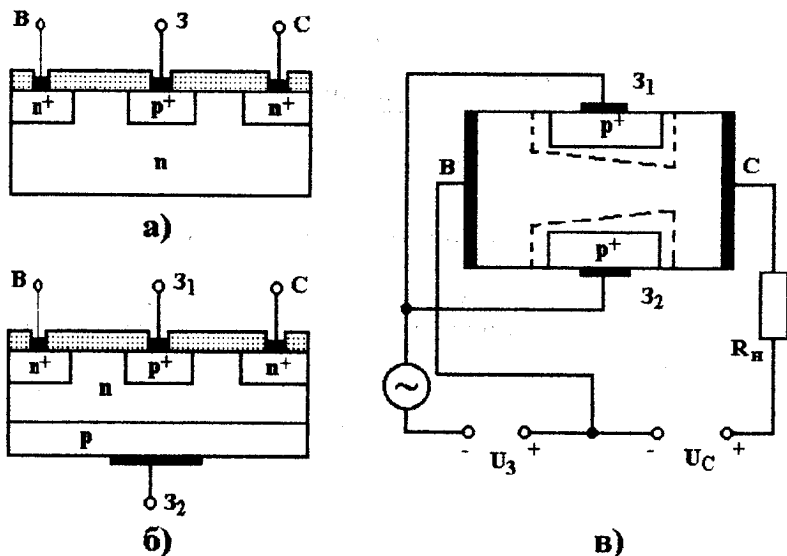 В З С
n⁺ p⁺ n⁺
n
а)
В З₁ С
n⁺ p⁺ n⁺
n
p
З₂
б)
З₁
p⁺
В С
p⁺
З₂
Rн
~
- + - +
Uз Uс
в)